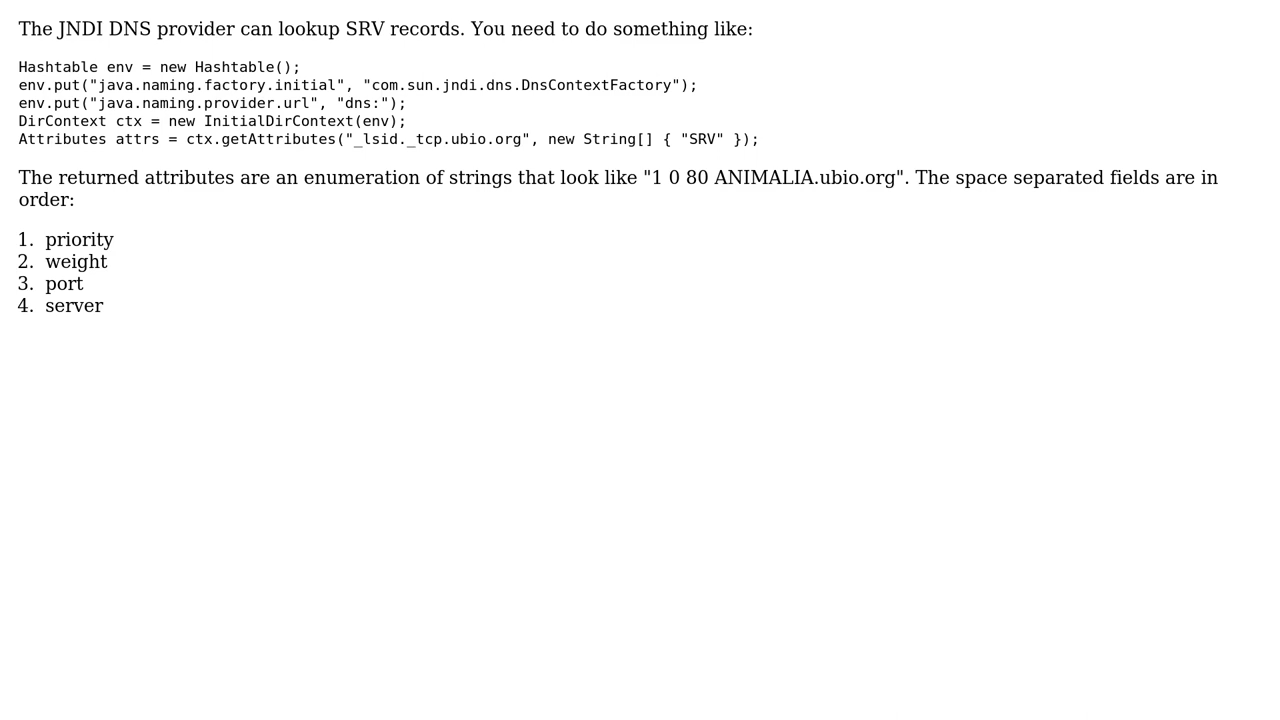 The JNDI DNS provider can lookup SRV records. You need to do something like:
Hashtable env = new Hashtable();
env.put("java.naming.factory.initial", "com.sun.jndi.dns.DnsContextFactory");
env.put("java.naming.provider.url", "dns:");
DirContext ctx = new InitialDirContext(env);
Attributes attrs = ctx.getAttributes("_lsid._tcp.ubio.org", new String[] { "SRV" });
The returned attributes are an enumeration of strings that look like "1 0 80 ANIMALIA.ubio.org". The space separated fields are in
order:
1. priority
2. weight
3. port
4. server